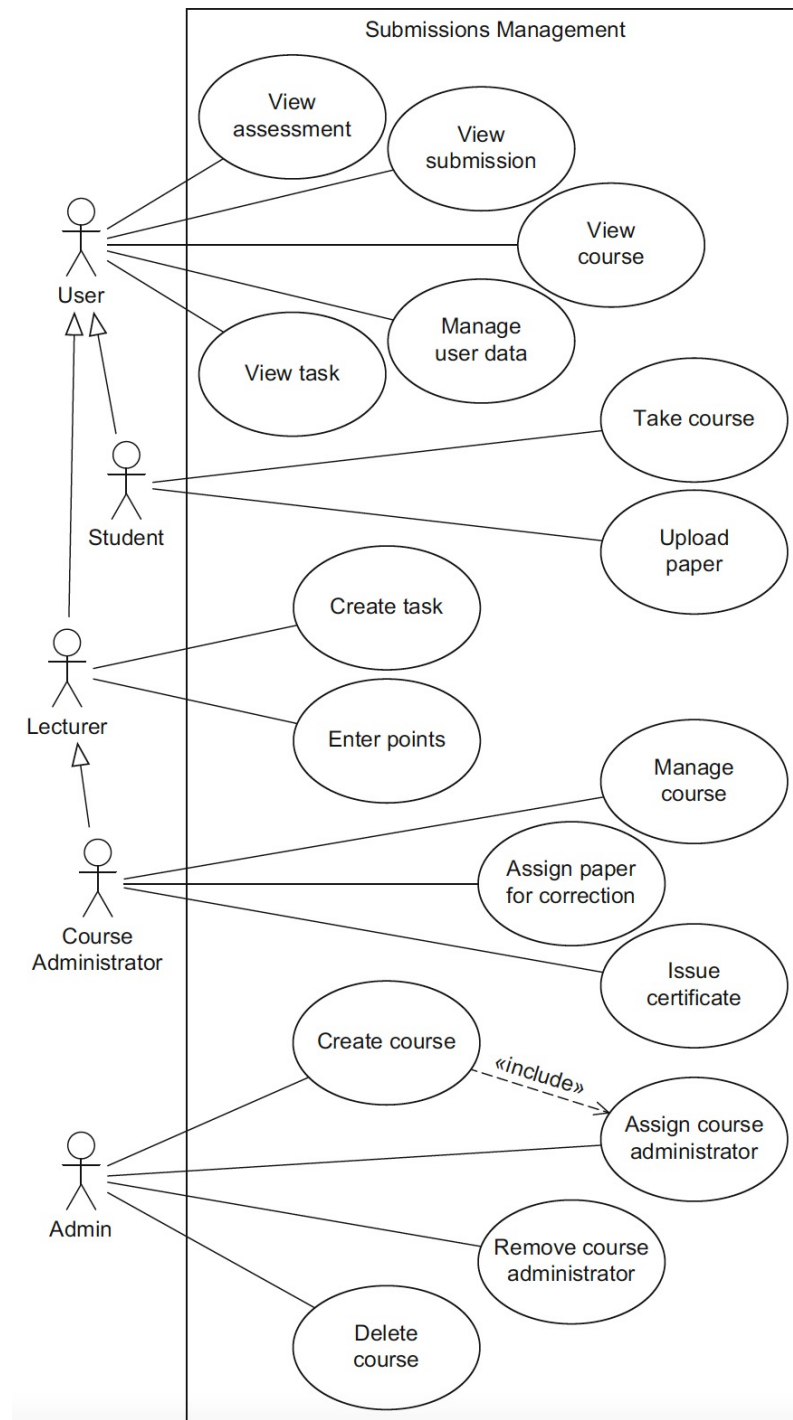 Submissions Management
View
assessment
View
submission
View
course
User
Manage
user data
View task
Take course
Student
Upload
paper
Create task
Lecturer
Enter points
Manage
course
Assign paper
for correction
Course
Administrator
Issue
certificate
Create course
«include»
Assign course
administrator
Admin
Remove course
administrator
Delete
course